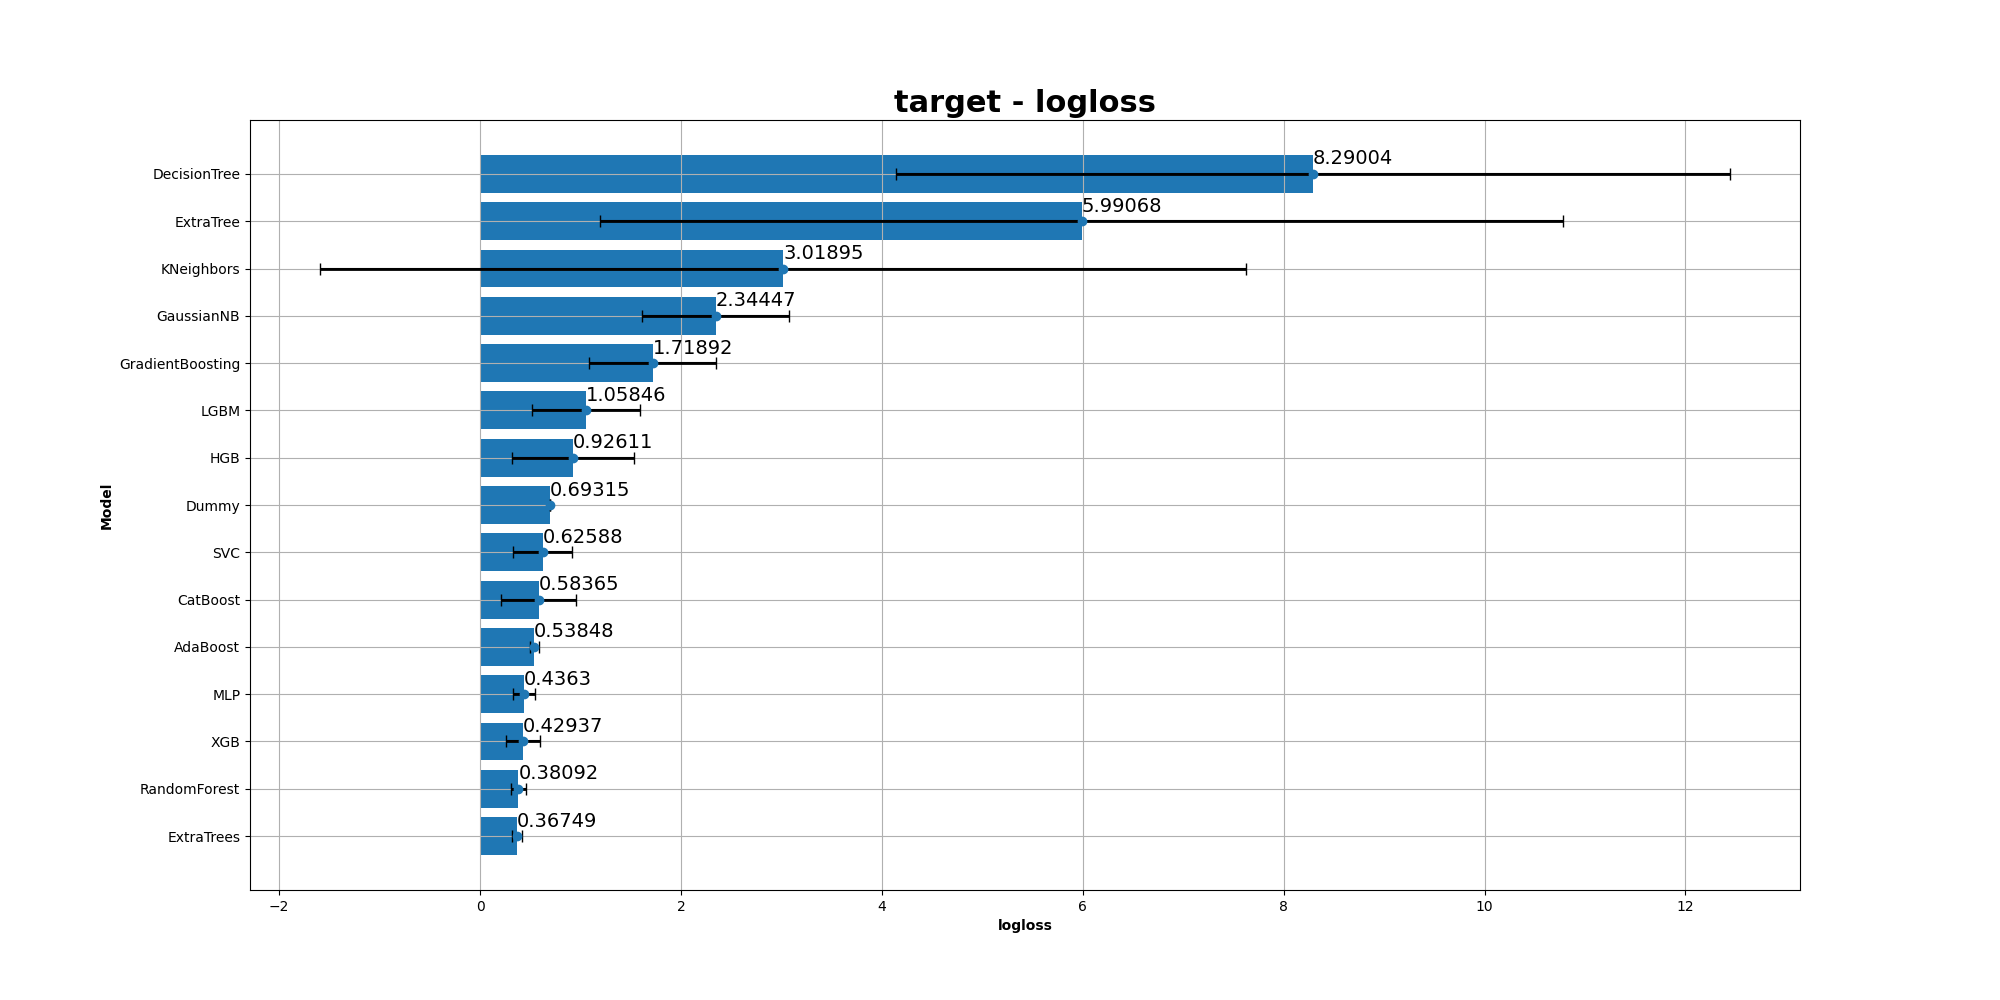 target - logloss
DecisionTree 8.29004
ExtraTree 5.99068
KNeighbors 3.01895
GaussianNB 2.34447
GradientBoosting 1.71892
LGBM 1.05846
HGB 0.92611
Dummy 0.69315
SVC 0.62588
CatBoost 0.58365
AdaBoost 0.53848
MLP 0.4363
XGB 0.42937
RandomForest 0.38092
ExtraTrees 0.36749
Model
−2 0 2 4 6 8 10 12
logloss